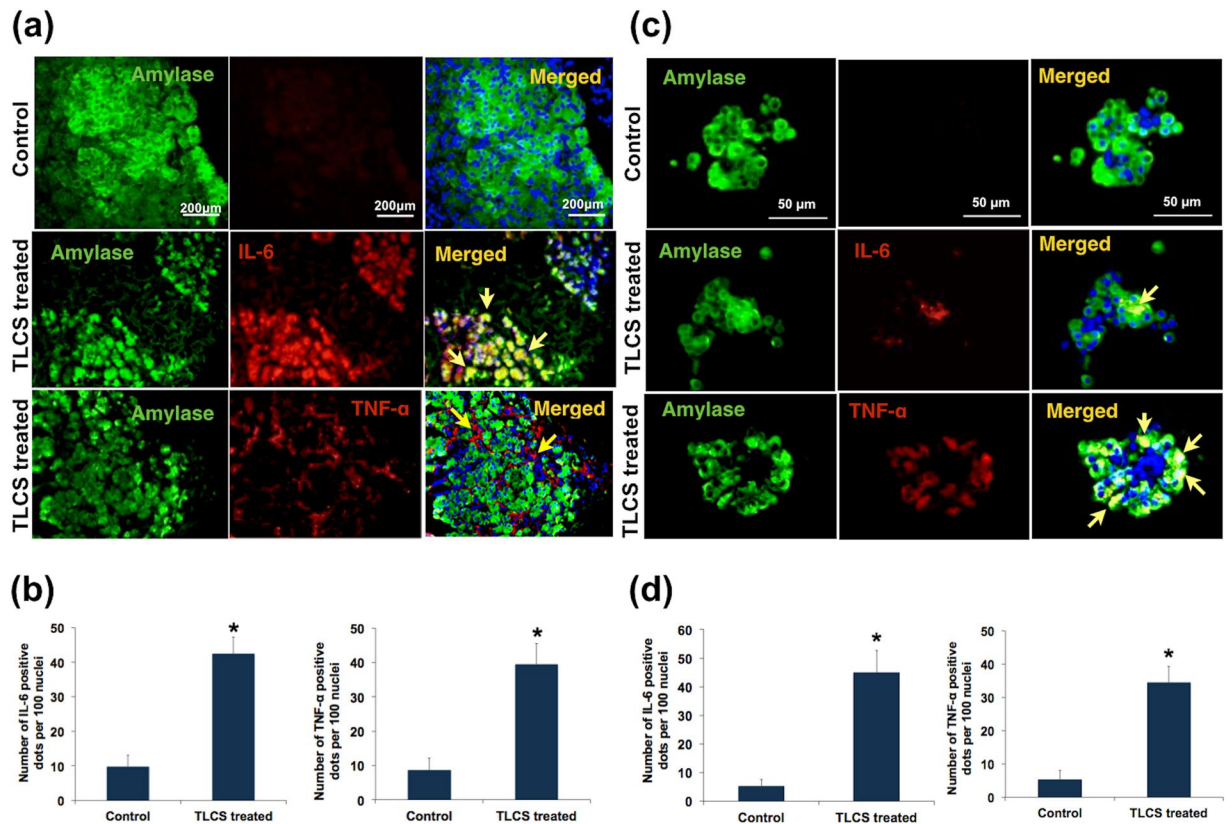 (a)
Control
Amylase
Merged
200µm
200µm
200µm
TLCS treated
Amylase
IL-6
Merged
TLCS treated
Amylase
TNF-α
Merged
(c)
Control
Amylase
Merged
50 µm
50 µm
50 µm
TLCS treated
Amylase
IL-6
Merged
TLCS treated
Amylase
TNF-α
Merged
(b)
Number of IL-6 positive
dots per 100 nuclei
50
40
30
20
10
0
*
Control
TLCS treated
Number of TNF-α positive
dots per 100 nuclei
50
40
30
20
10
0
*
Control
TLCS treated
(d)
Number of IL-6 positive
dots per 100 nuclei
60
50
40
30
20
10
0
*
Control
TLCS treated
Number of TNF-α positive
dots per 100 nuclei
50
40
30
20
10
0
*
Control
TLCS treated